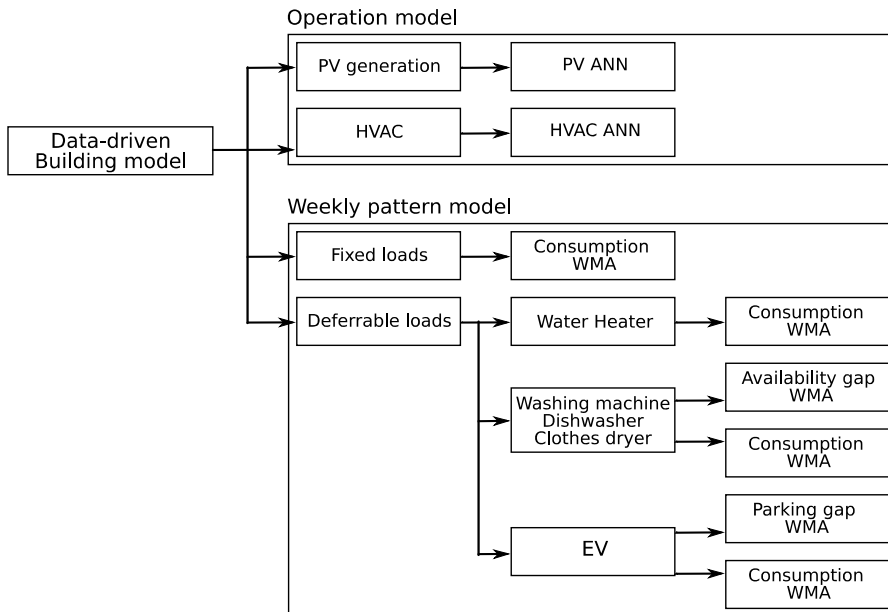 Operation model
PV generation
PV ANN
HVAC
HVAC ANN
Data-driven
Building model
Weekly pattern model
Fixed loads
Consumption
WMA
Deferrable loads
Water Heater
Consumption
WMA
Washing machine
Dishwasher
Clothes dryer
Availability gap
WMA
Consumption
WMA
EV
Parking gap
WMA
Consumption
WMA